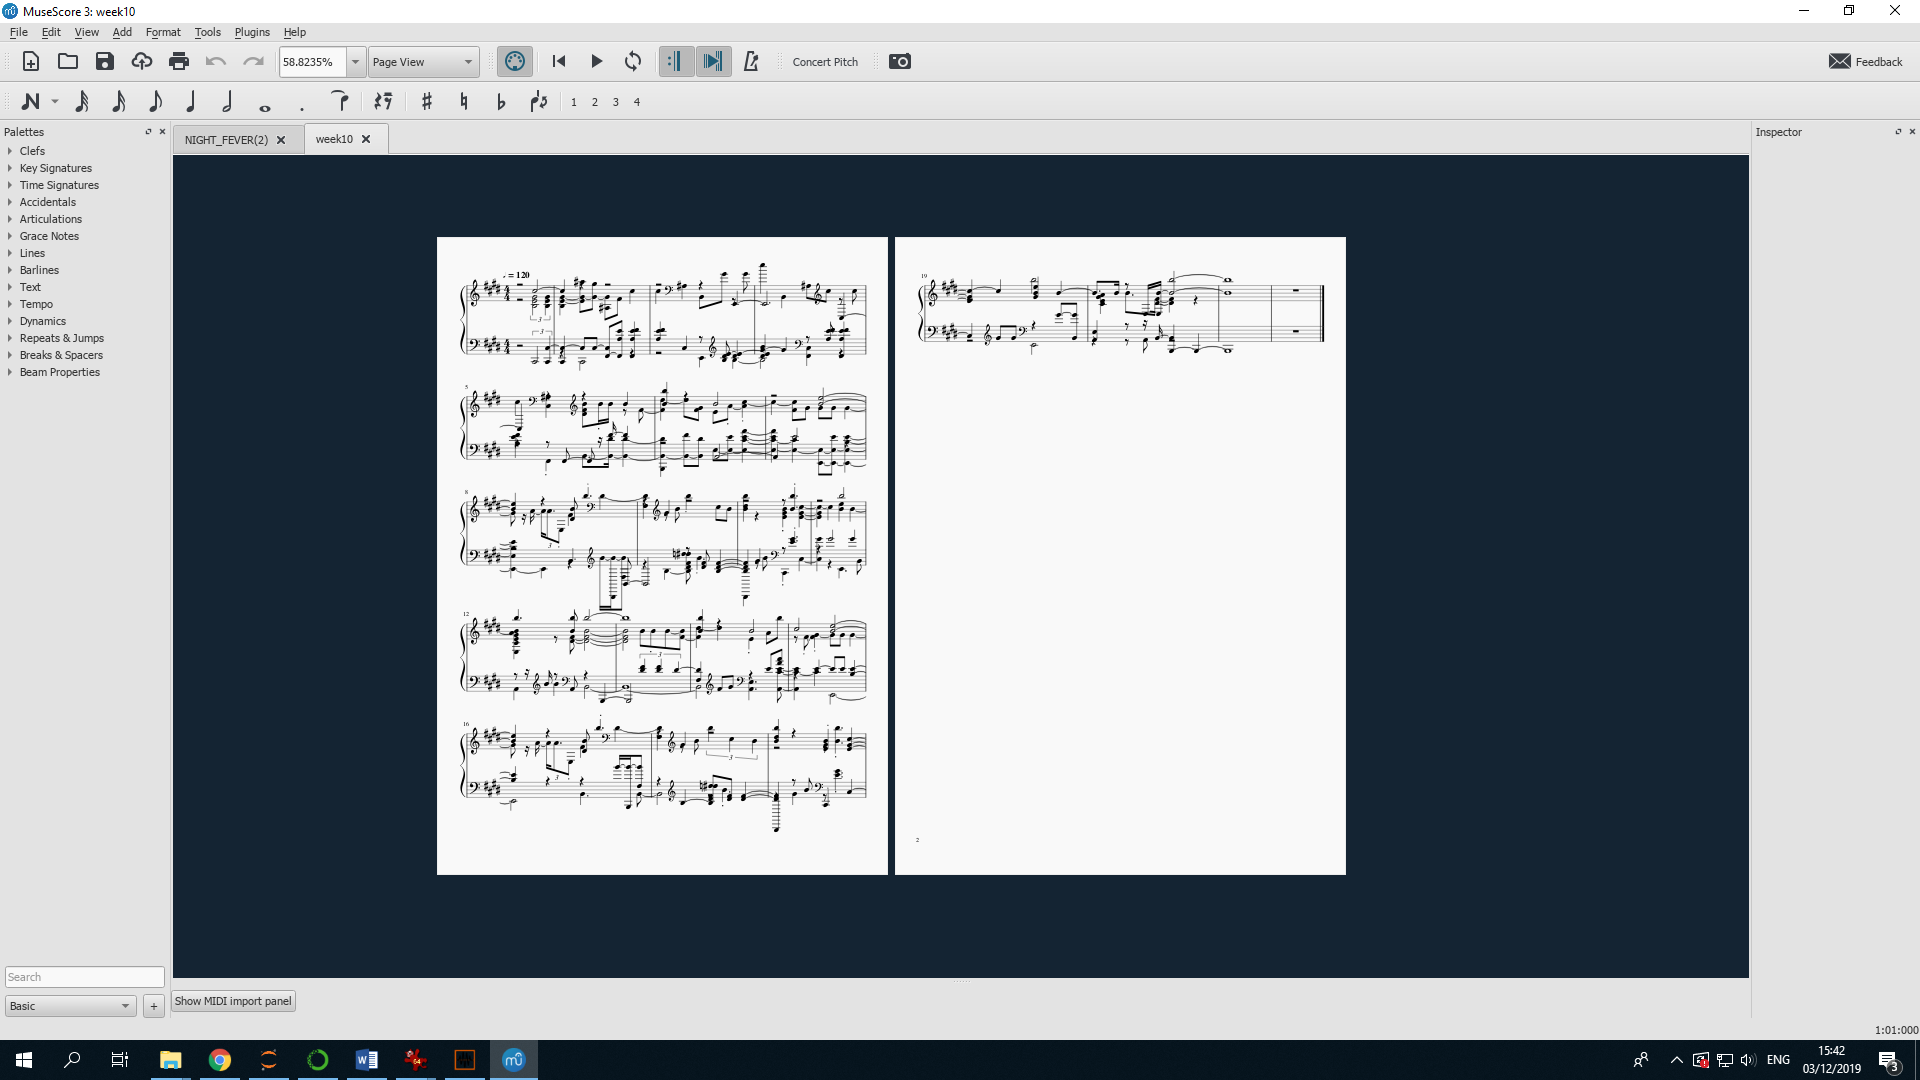 MuseScore 3: week10
File Edit View Add Format Tools Plugins Help
58.8235% Page View Concert Pitch Feedback
1 2 3 4
Palettes
Clefs
Key Signatures
Time Signatures
Accidentals
Articulations
Grace Notes
Lines
Barlines
Text
Tempo
Dynamics
Repeats & Jumps
Breaks & Spacers
Beam Properties
Search
Basic +
NIGHT_FEVER(2) week10
= 120
5
8
12
16
19
2
Show MIDI import panel
Inspector
1:01:000
ENG
15:42
03/12/2019
3